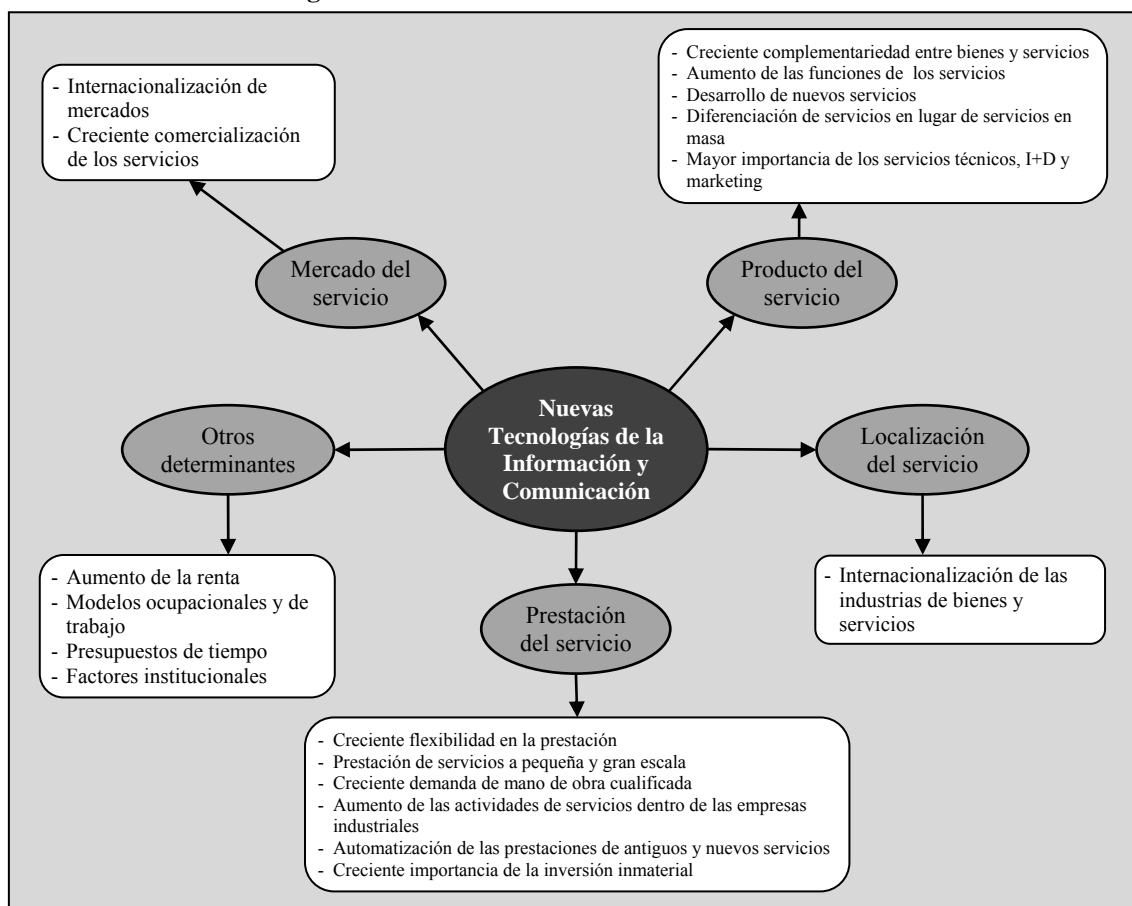 - Internacionalización de
mercados
- Creciente comercialización
de los servicios
- Creciente complementariedad entre bienes y servicios
- Aumento de las funciones de los servicios
- Desarrollo de nuevos servicios
- Diferenciación de servicios en lugar de servicios en
masa
- Mayor importancia de los servicios técnicos, I+D y
marketing
Mercado del
servicio
Producto del
servicio
Nuevas
Tecnologías de la
Información y
Comunicación
Otros
determinantes
Localización
del servicio
- Aumento de la renta
- Modelos ocupacionales y de
trabajo
- Presupuestos de tiempo
- Factores institucionales
Prestación
del servicio
- Internacionalización de las
industrias de bienes y
servicios
- Creciente flexibilidad en la prestación
- Prestación de servicios a pequeña y gran escala
- Creciente demanda de mano de obra cualificada
- Aumento de las actividades de servicios dentro de las empresas
industriales
- Automatización de las prestaciones de antiguos y nuevos servicios
- Creciente importancia de la inversión inmaterial